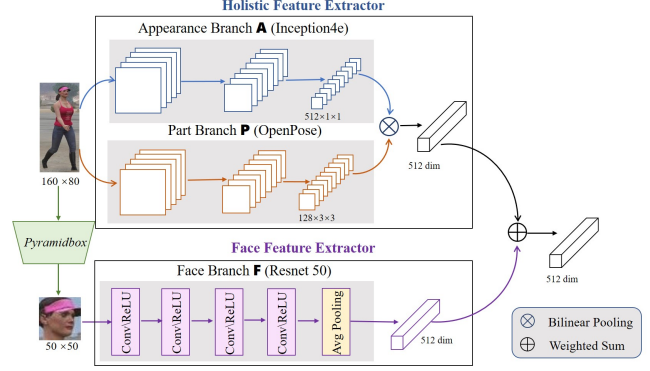 Holistic Feature Extractor
Appearance Branch A (Inception4e)
512×1×1
Part Branch P (OpenPose)
128×3×3
512 dim
160 ×80
Pyramidbox
50 ×50
Face Feature Extractor
Face Branch F (Resnet 50)
Conv\ReLU
Conv\ReLU
Conv\ReLU
Conv\ReLU
Avg Pooling
512 dim
512 dim
Bilinear Pooling
Weighted Sum